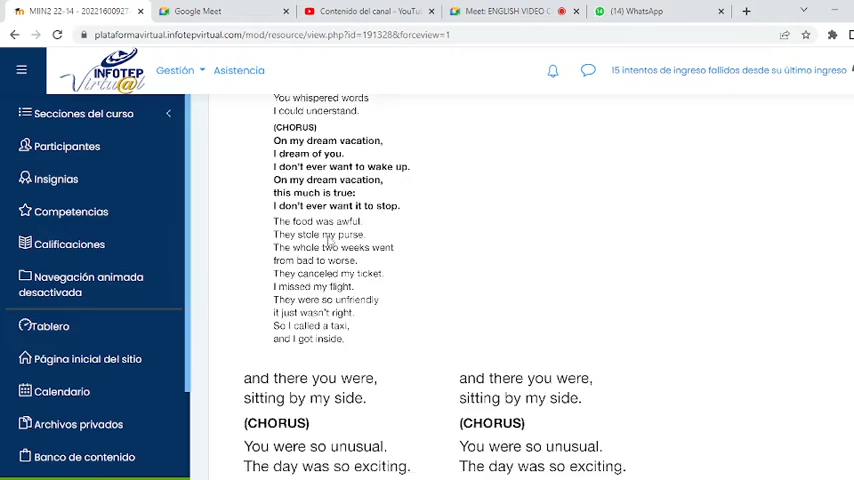 MIIN2 22-14 - 2022160092
Google Meet
Contenido del canal - YouTu
Meet: ENGLISH VIDEO C
(14) WhatsApp
plataformavirtual.infotepvirtual.com/mod/resource/view.php?id=191328&forceview=1
INFOTEP
Virtu@l
Gestión
Asistencia
15 intentos de ingreso fallidos desde su último ingreso
Secciones del curso
Participantes
Insignias
Competencias
Calificaciones
Navegación animada
desactivada
Tablero
Página inicial del sitio
Calendario
Archivos privados
Banco de contenido
You whispered words
I could understand.
(CHORUS)
On my dream vacation,
I dream of you.
I don't ever want to wake up.
On my dream vacation,
this much is true:
I don't ever want it to stop.
The food was awful.
They stole my purse.
The whole two weeks went
from bad to worse.
They canceled my ticket.
I missed my flight.
They were so unfriendly
it just wasn't right.
So I called a taxi,
and I got inside,
and there you were,
sitting by my side.
(CHORUS)
You were so unusual.
The day was so exciting.
and there you were,
sitting by my side.
(CHORUS)
You were so unusual.
The day was so exciting.